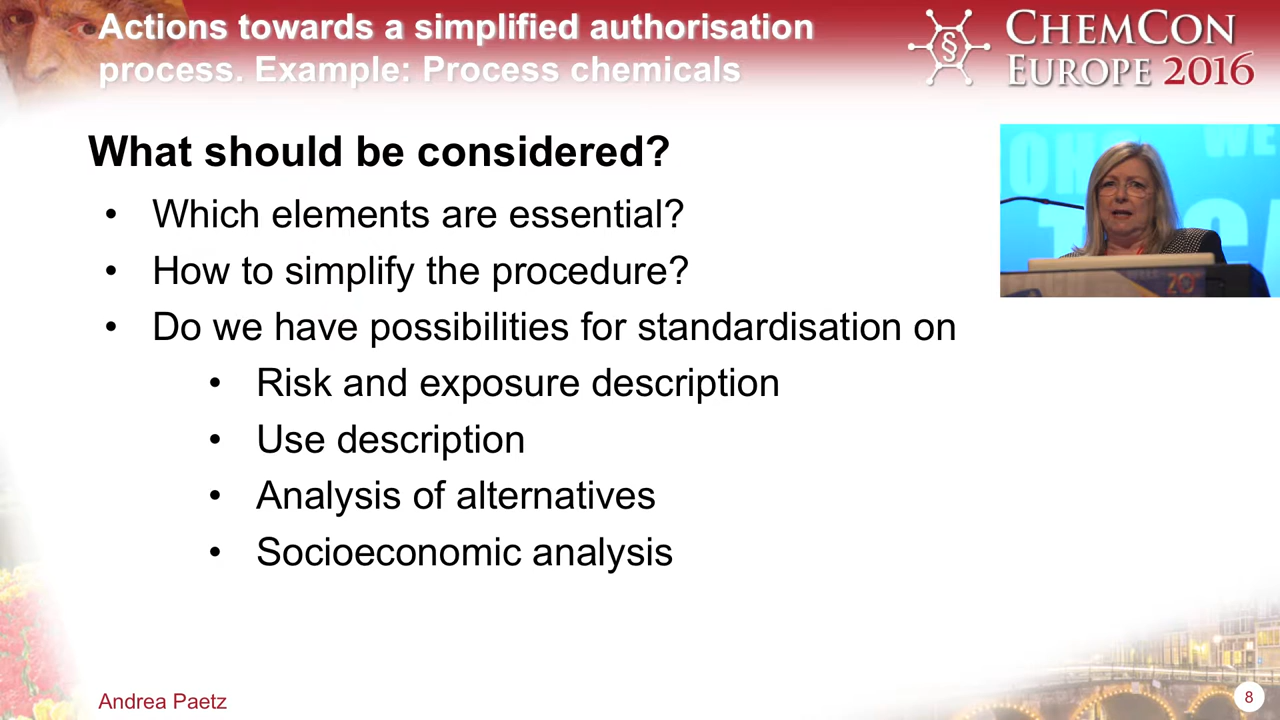 Actions towards a simplified authorisation
process. Example: Process chemicals
CHEMCON
EUROPE 2016
§
What should be considered?
• Which elements are essential?
• How to simplify the procedure?
• Do we have possibilities for standardisation on
• Risk and exposure description
• Use description
• Analysis of alternatives
• Socioeconomic analysis
WE
Andrea Paetz
8